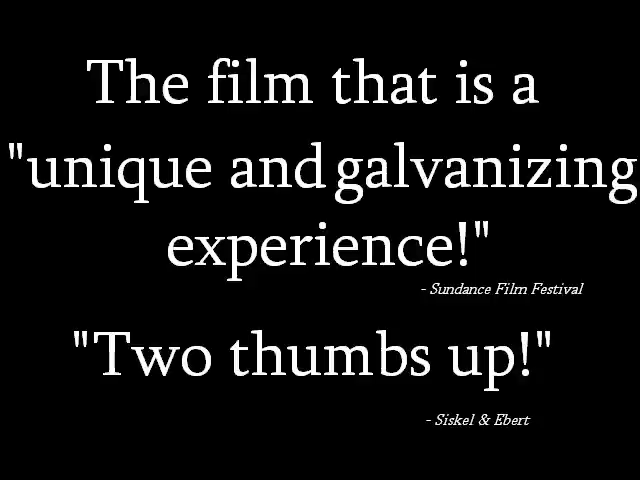 The film that is a
"unique and galvanizing
experience!"
- Sundance Film Festival
"Two thumbs up!"
- Siskel & Ebert